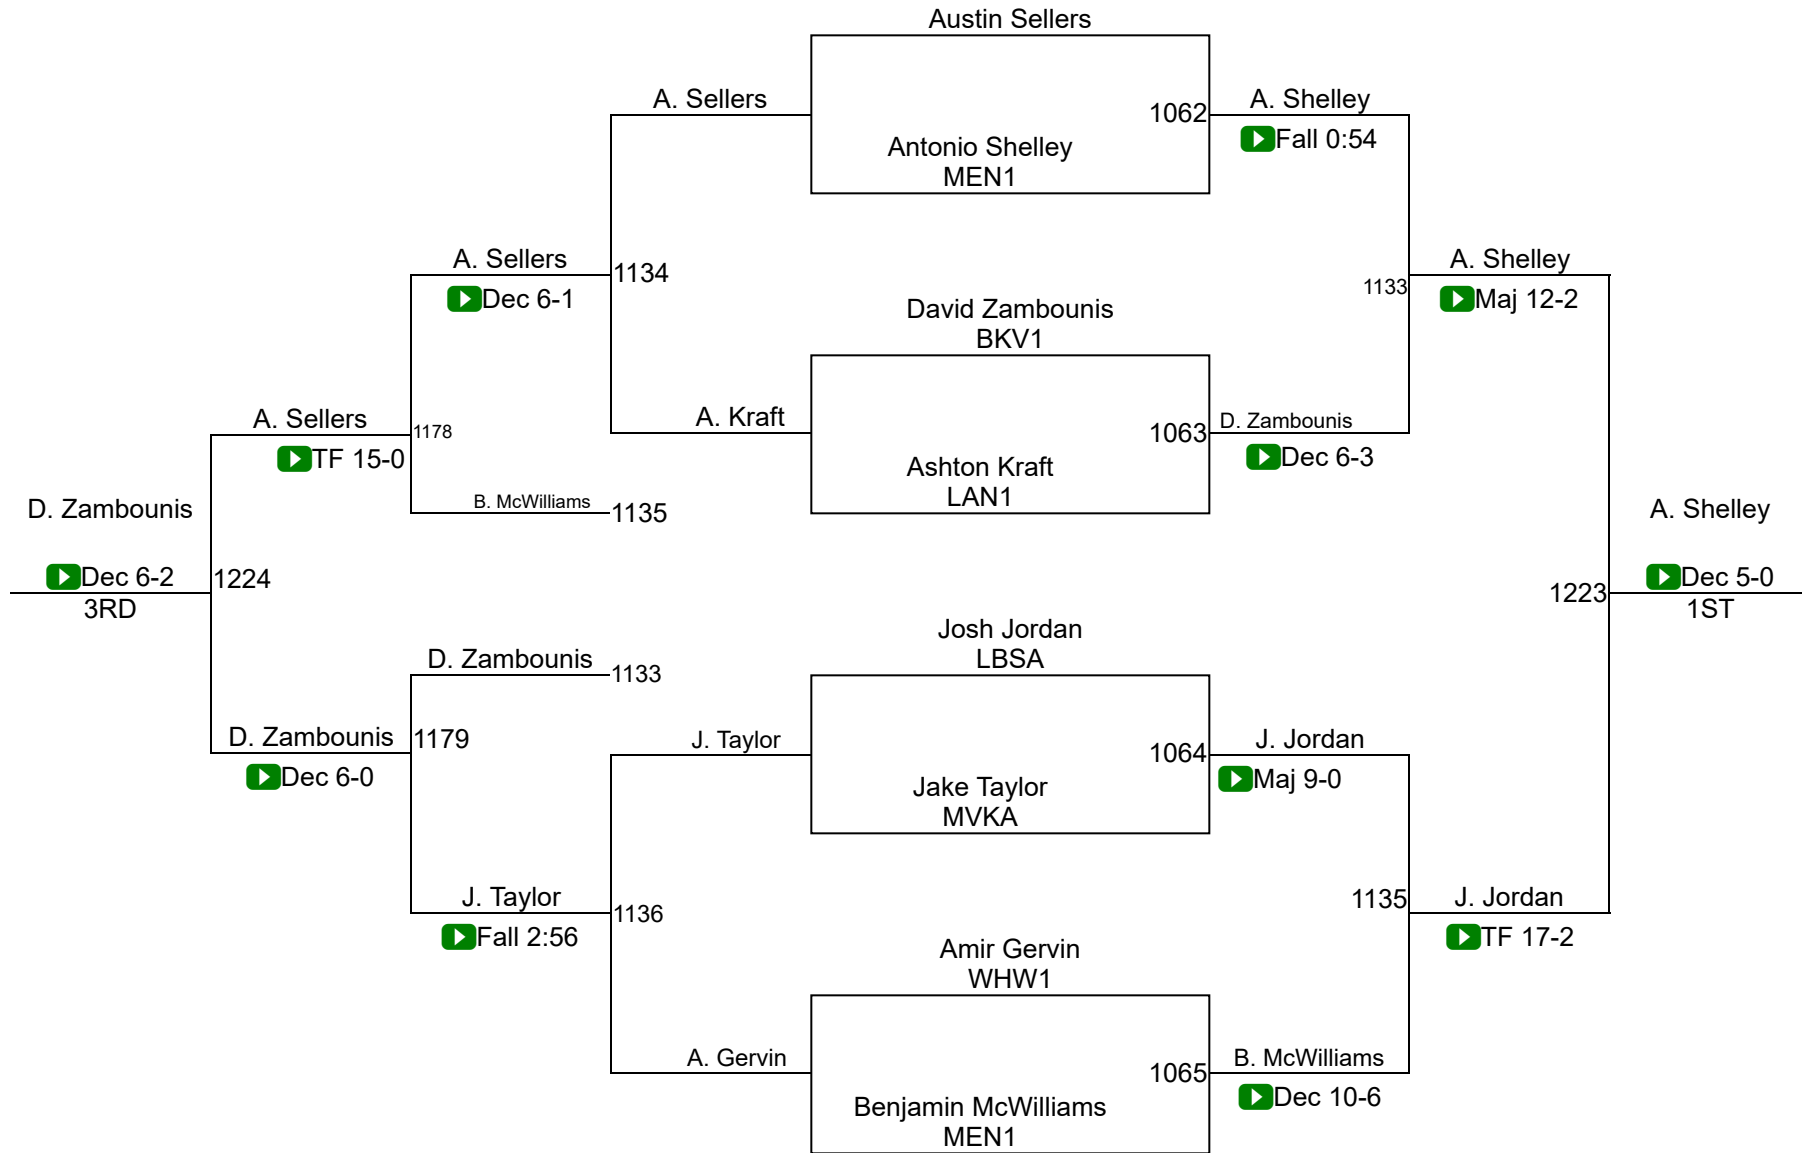 Austin Sellers
A. Sellers
1062
A. Shelley
Fall 0:54
Antonio Shelley
MEN1
A. Sellers
1134
Dec 6-1
1133
A. Shelley
Maj 12-2
David Zambounis
BKV1
A. Sellers
1178
TF 15-0
A. Kraft
1063
D. Zambounis
Dec 6-3
Ashton Kraft
LAN1
B. McWilliams
1135
D. Zambounis
Dec 6-2
3RD
1224
A. Shelley
1223
Dec 5-0
1ST
Josh Jordan
LBSA
D. Zambounis
1133
D. Zambounis
1179
Dec 6-0
J. Taylor
1064
J. Jordan
Maj 9-0
Jake Taylor
MVKA
J. Taylor
1136
Fall 2:56
1135
J. Jordan
TF 17-2
Amir Gervin
WHW1
A. Gervin
1065
B. McWilliams
Dec 10-6
Benjamin McWilliams
MEN1